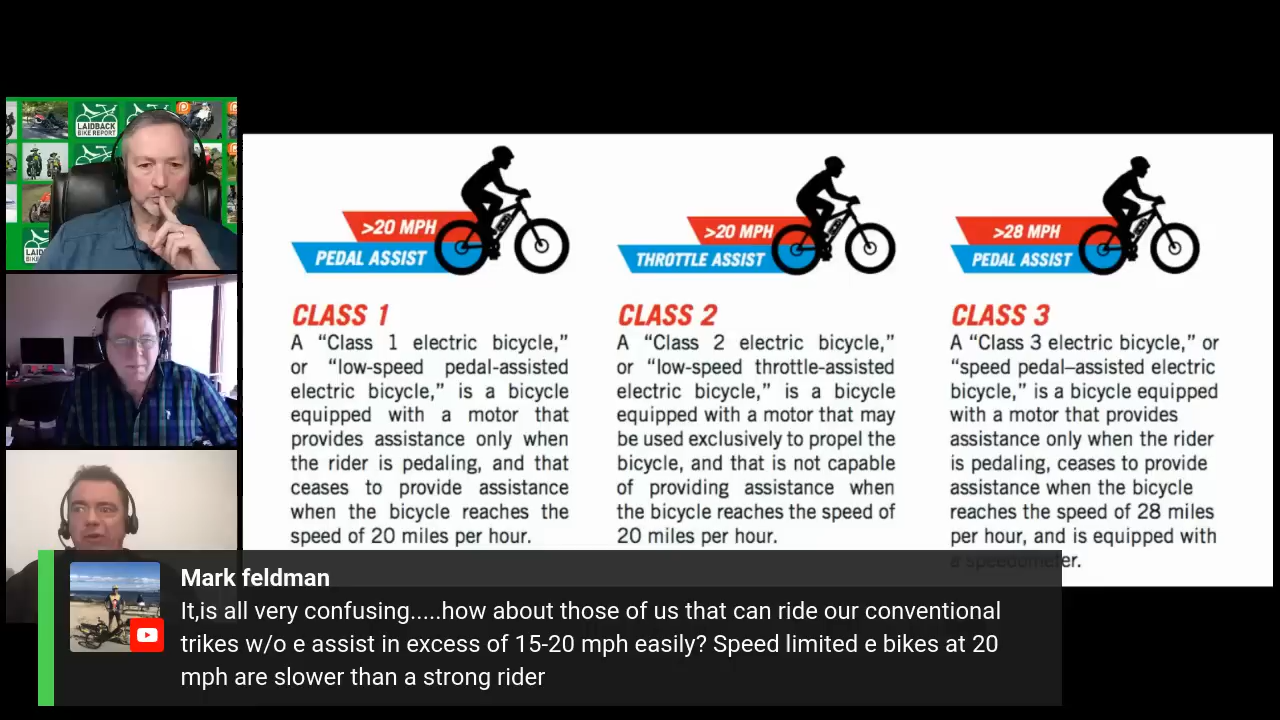 LAIDBACK
BIKE REPORT
>20 MPH
PEDAL ASSIST
CLASS 1
A “Class 1 electric bicycle,”
or “low-speed pedal-assisted
electric bicycle,” is a bicycle
equipped with a motor that
provides assistance only when
the rider is pedaling, and that
ceases to provide assistance
when the bicycle reaches the
speed of 20 miles per hour.
>20 MPH
THROTTLE ASSIST
CLASS 2
A “Class 2 electric bicycle,”
or “low-speed throttle-assisted
electric bicycle,” is a bicycle
equipped with a motor that may
be used exclusively to propel the
bicycle, and that is not capable
of providing assistance when
the bicycle reaches the speed of
20 miles per hour.
>28 MPH
PEDAL ASSIST
CLASS 3
A “Class 3 electric bicycle,” or
“speed pedal–assisted electric
bicycle,” is a bicycle equipped
with a motor that provides
assistance only when the rider
is pedaling, ceases to provide
assistance when the bicycle
reaches the speed of 28 miles
per hour, and is equipped with
a speedometer.
Mark feldman
It,is all very confusing.....how about those of us that can ride our conventional
trikes w/o e assist in excess of 15-20 mph easily? Speed limited e bikes at 20
mph are slower than a strong rider